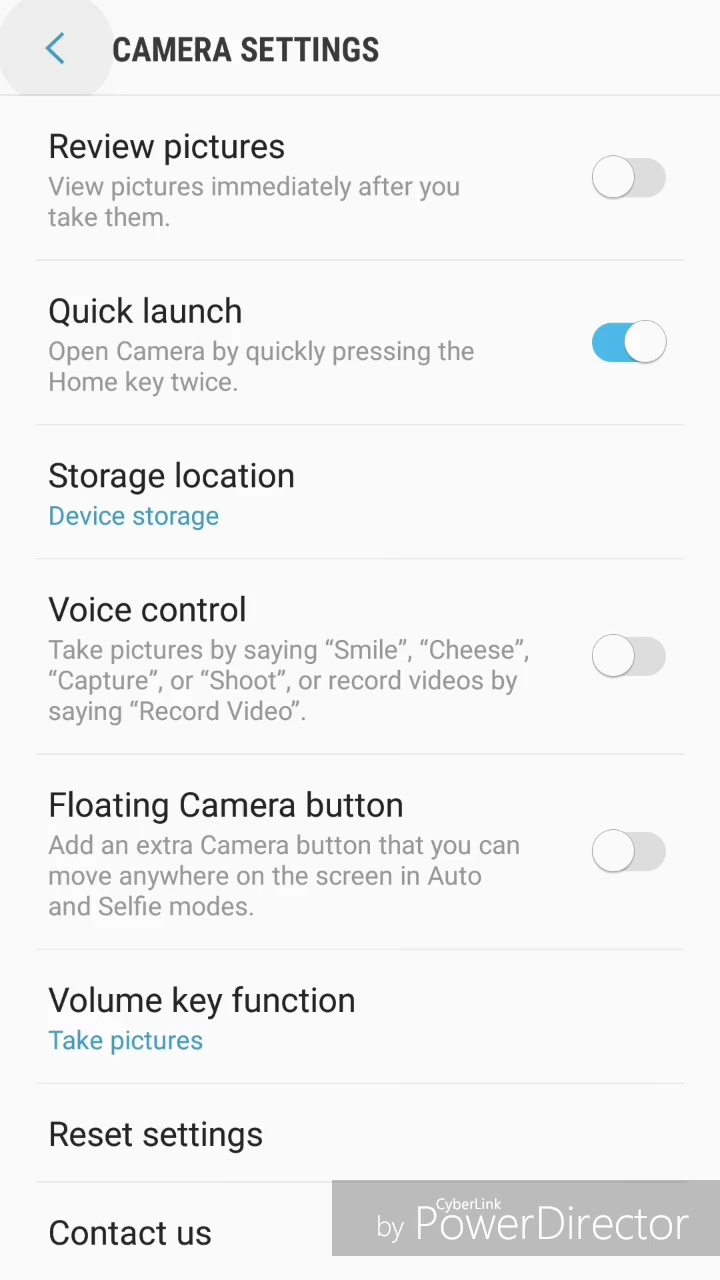 CAMERA SETTINGS
Review pictures
View pictures immediately after you
take them.
Quick launch
Open Camera by quickly pressing the
Home key twice.
Storage location
Device storage
Voice control
Take pictures by saying “Smile”, “Cheese”,
“Capture”, or “Shoot”, or record videos by
saying “Record Video”.
Floating Camera button
Add an extra Camera button that you can
move anywhere on the screen in Auto
and Selfie modes.
Volume key function
Take pictures
Reset settings
Contact us
CyberLink
by PowerDirector